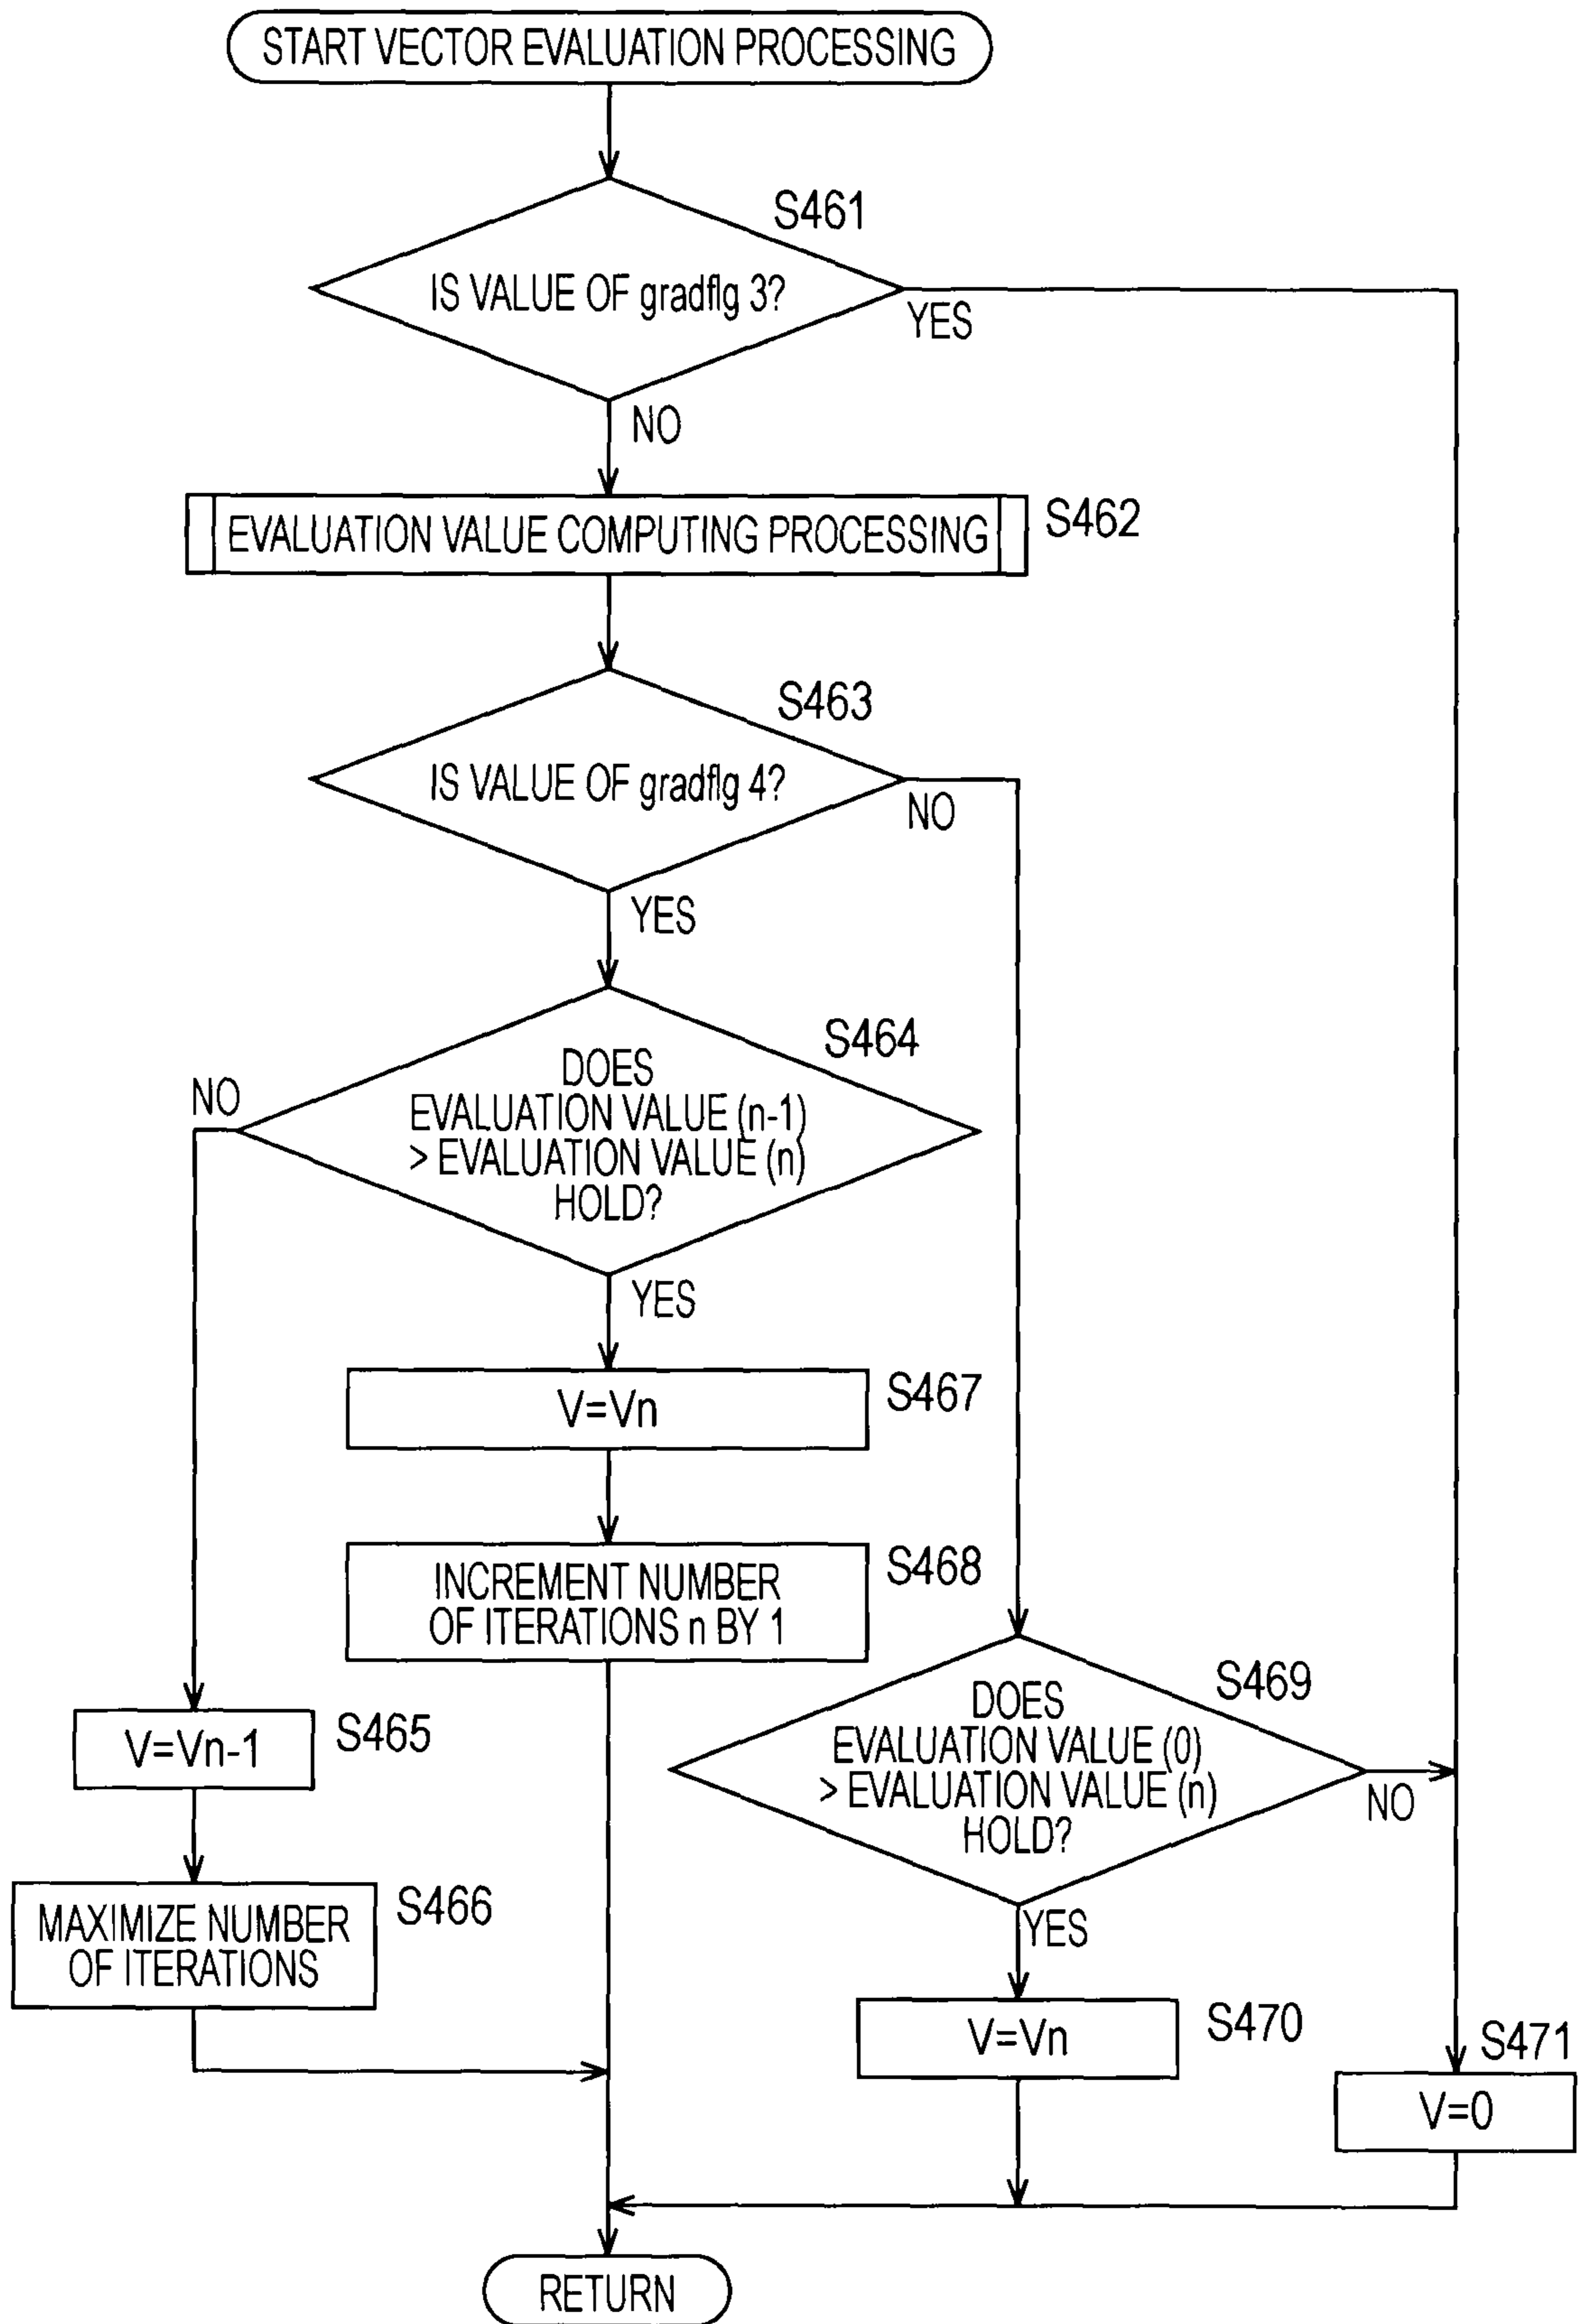 START VECTOR EVALUATION PROCESSING
S461
IS VALUE OF gradflg 3?
YES
NO
EVALUATION VALUE COMPUTING PROCESSING
S462
S463
IS VALUE OF gradflg 4?
NO
YES
S464
NO
DOES
EVALUATION VALUE (n-1)
> EVALUATION VALUE (n)
HOLD?
YES
V=Vn
S467
INCREMENT NUMBER
OF ITERATIONS n BY 1
S468
S469
DOES
EVALUATION VALUE (0)
> EVALUATION VALUE (n)
HOLD?
NO
YES
V=Vn-1
S465
MAXIMIZE NUMBER
OF ITERATIONS
S466
V=Vn
S470
S471
V=0
RETURN